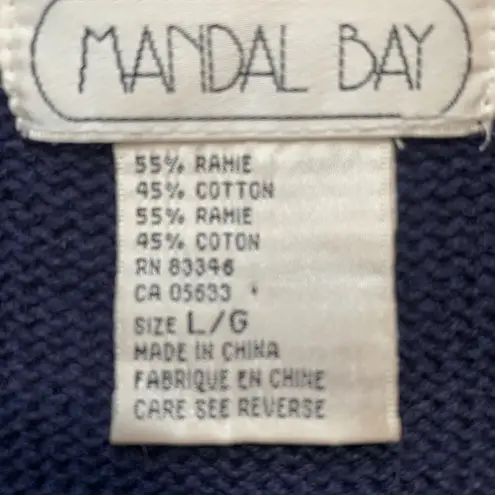 MANDAL BAY
55% RAMIE
45% COTTON
55% RAMIE
45% COTON
RN 83346
CA 05633
SIZE L/G
MADE IN CHINA
FABRIQUE EN CHINE
CARE SEE REVERSE